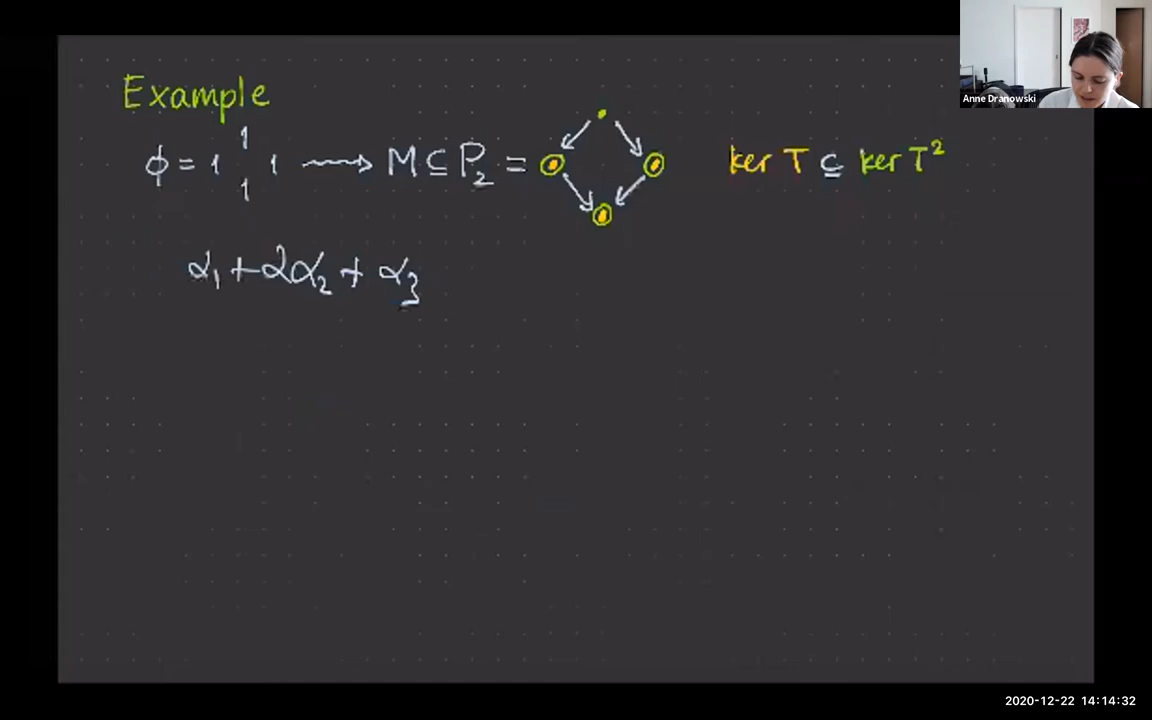 Example
1
ϕ = 1 1 ⟿ M ⊆ P₂ = ker T ⊆ ker T²
1
α₁ + 2α₂ + α₃
Anne Dranowski
2020-12-22 14:14:32